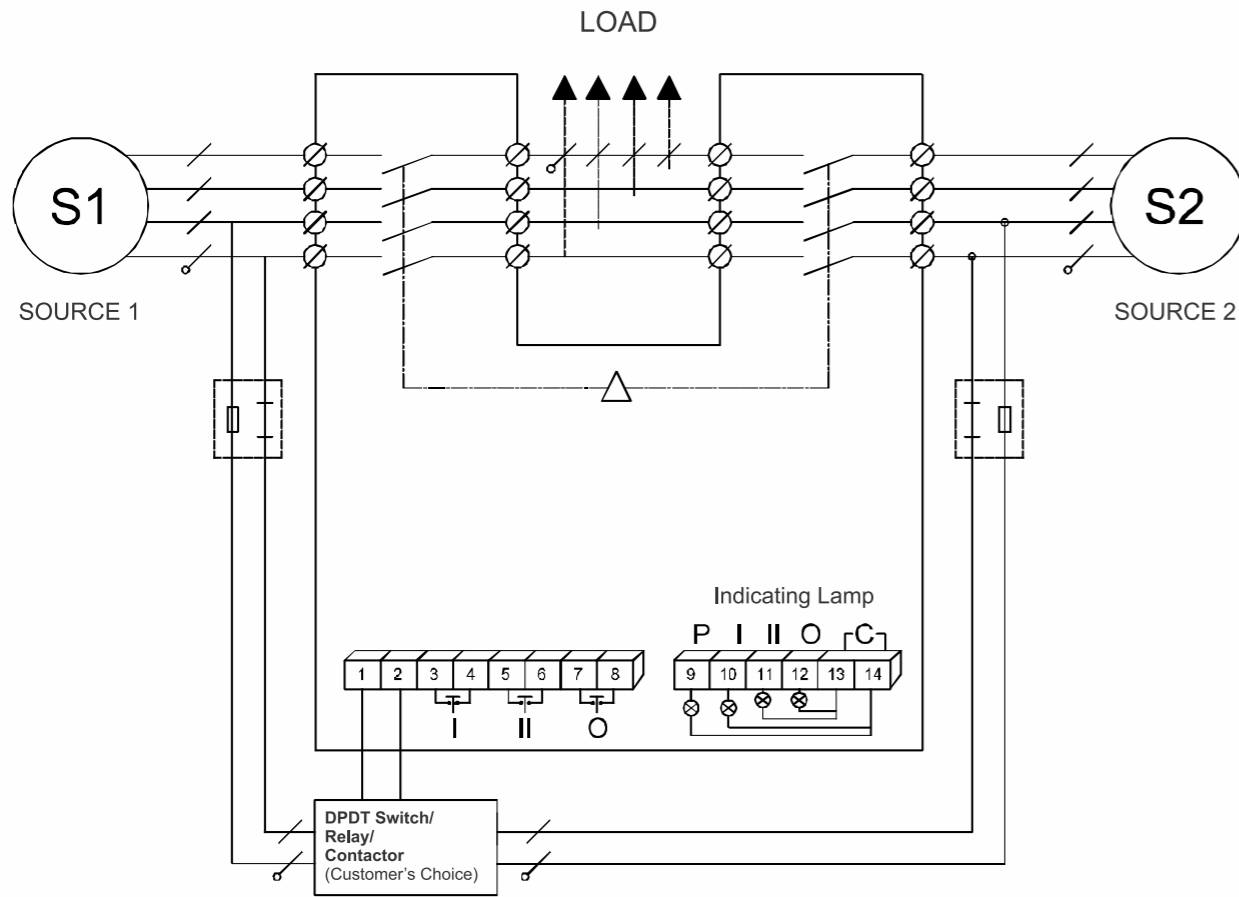 LOAD
S1
S2
SOURCE 1
SOURCE 2
Indicating Lamp
P I II O C
1 2 3 4 5 6 7 8
9 10 11 12 13 14
I II O
DPDT Switch/
Relay/
Contactor
(Customer's Choice)